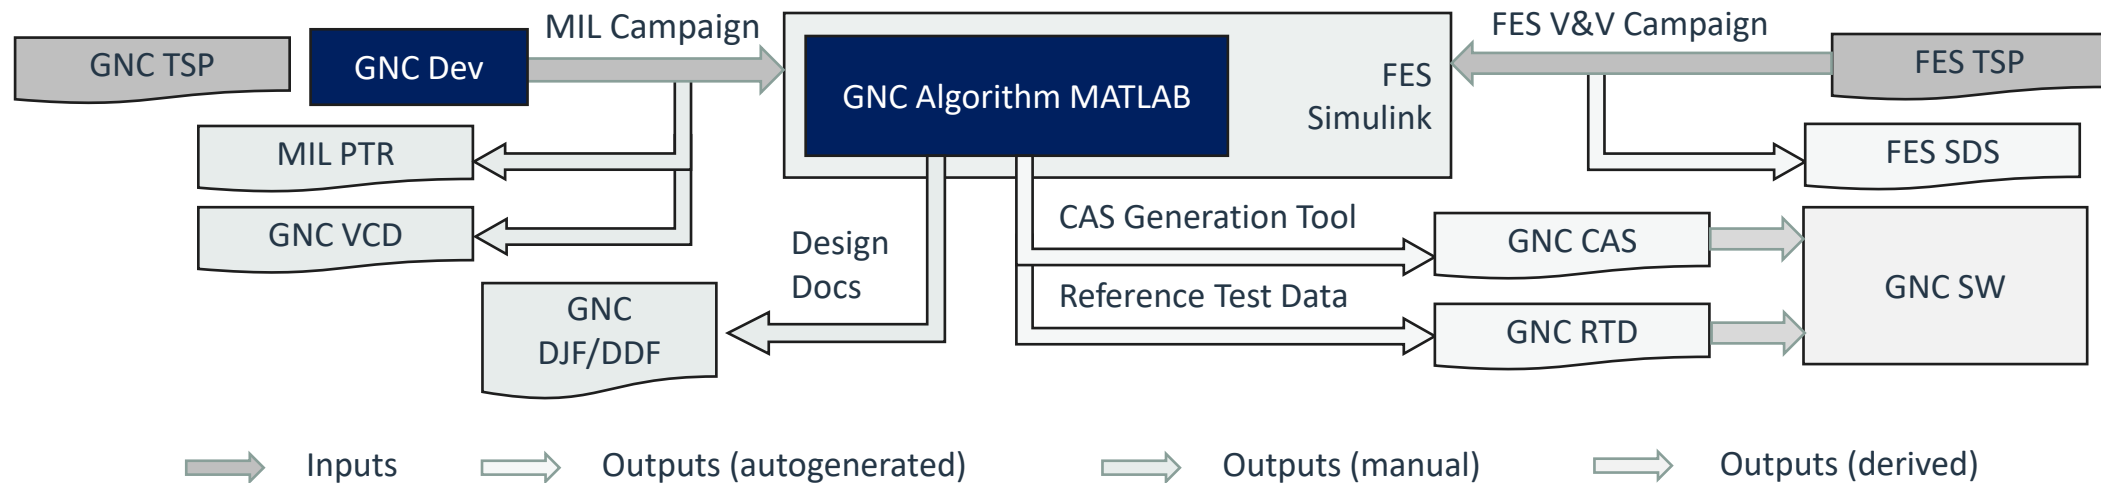 MIL Campaign
FES V&V Campaign
GNC TSP
GNC Dev
GNC Algorithm MATLAB
FES
Simulink
FES TSP
MIL PTR
FES SDS
GNC VCD
Design
Docs
CAS Generation Tool
GNC CAS
GNC SW
Reference Test Data
GNC RTD
GNC
DJF/DDF
Inputs
Outputs (autogenerated)
Outputs (manual)
Outputs (derived)